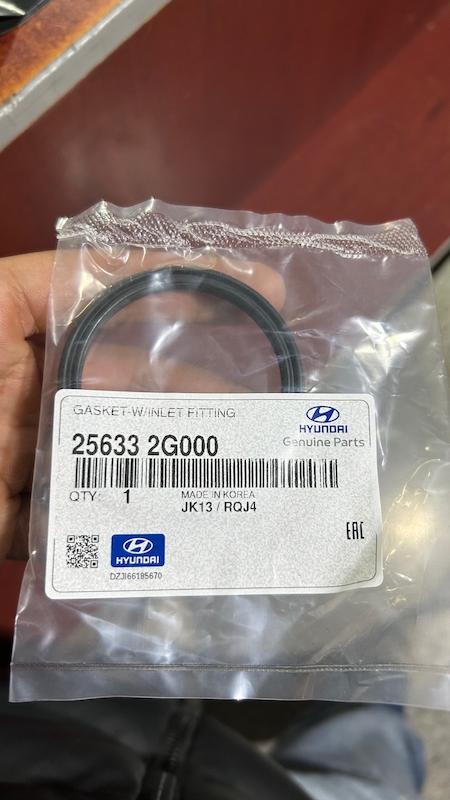 GASKET-W/INLET FITTING
HYUNDAI
Genuine Parts
25633 2G000
QTY: 1
MADE IN KOREA
JK13 / RQJ4
EAC
HYUNDAI
DZJI66185670